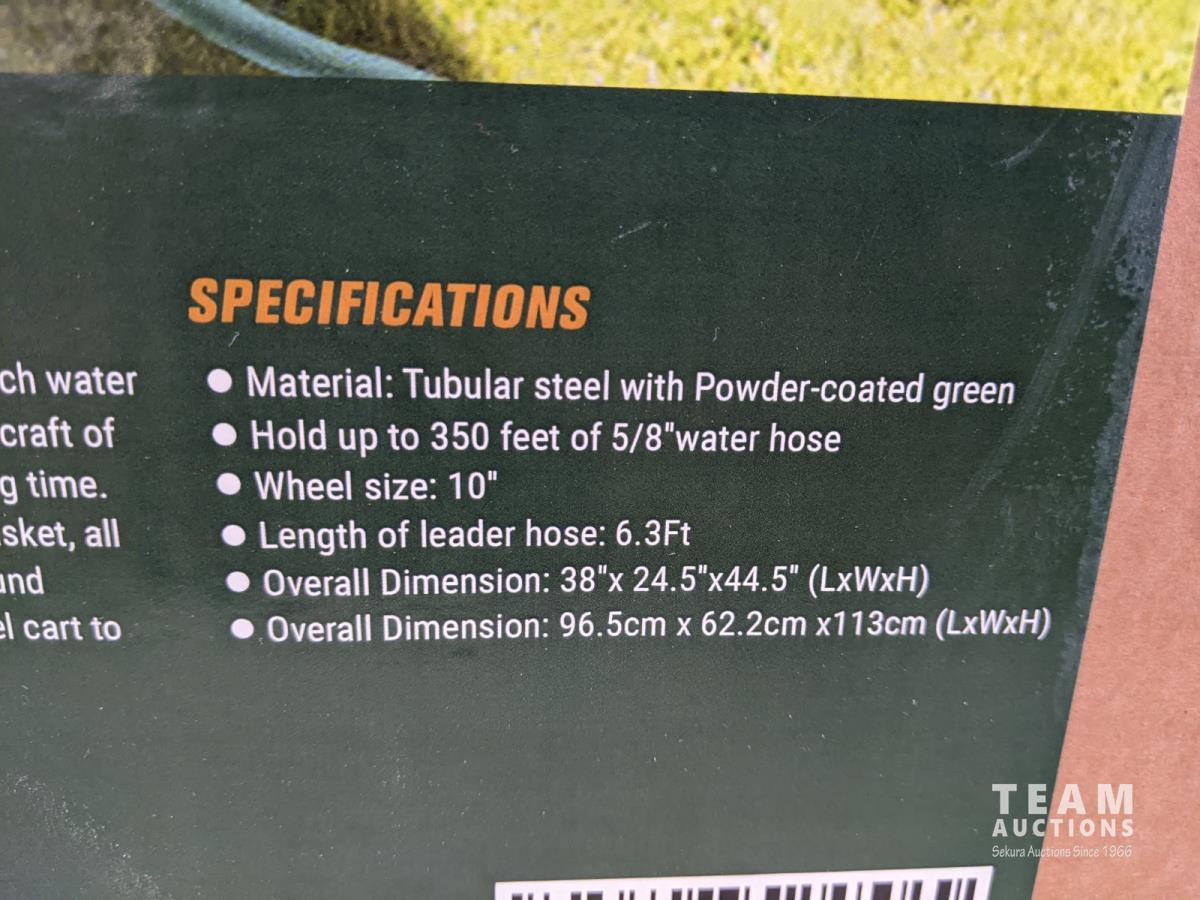 SPECIFICATIONS
ch water
craft of
g time.
sket, all
and
el cart to
● Material: Tubular steel with Powder-coated green
● Hold up to 350 feet of 5/8"water hose
● Wheel size: 10"
● Length of leader hose: 6.3Ft
● Overall Dimension: 38"x 24.5"x44.5" (LxWxH)
● Overall Dimension: 96.5cm x 62.2cm x113cm (LxWxH)
TEAM
AUCTIONS
Sekura Auctions Since 1966